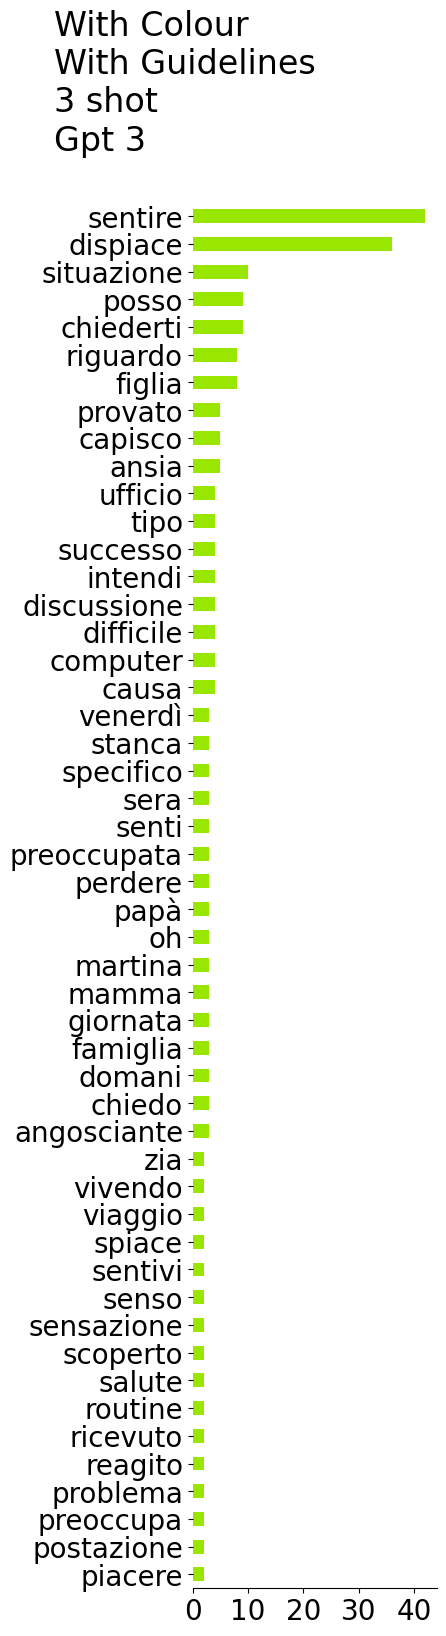 With Colour
With Guidelines
3 shot
Gpt 3
sentire
dispiace
situazione
posso
chiederti
riguardo
figlia
provato
capisco
ansia
ufficio
tipo
successo
intendi
discussione
difficile
computer
causa
venerdì
stanca
specifico
sera
senti
preoccupata
perdere
papà
oh
martina
mamma
giornata
famiglia
domani
chiedo
angosciante
zia
vivendo
viaggio
spiace
sentivi
senso
sensazione
scoperto
salute
routine
ricevuto
reagito
problema
preoccupa
postazione
piacere
0 10 20 30 40